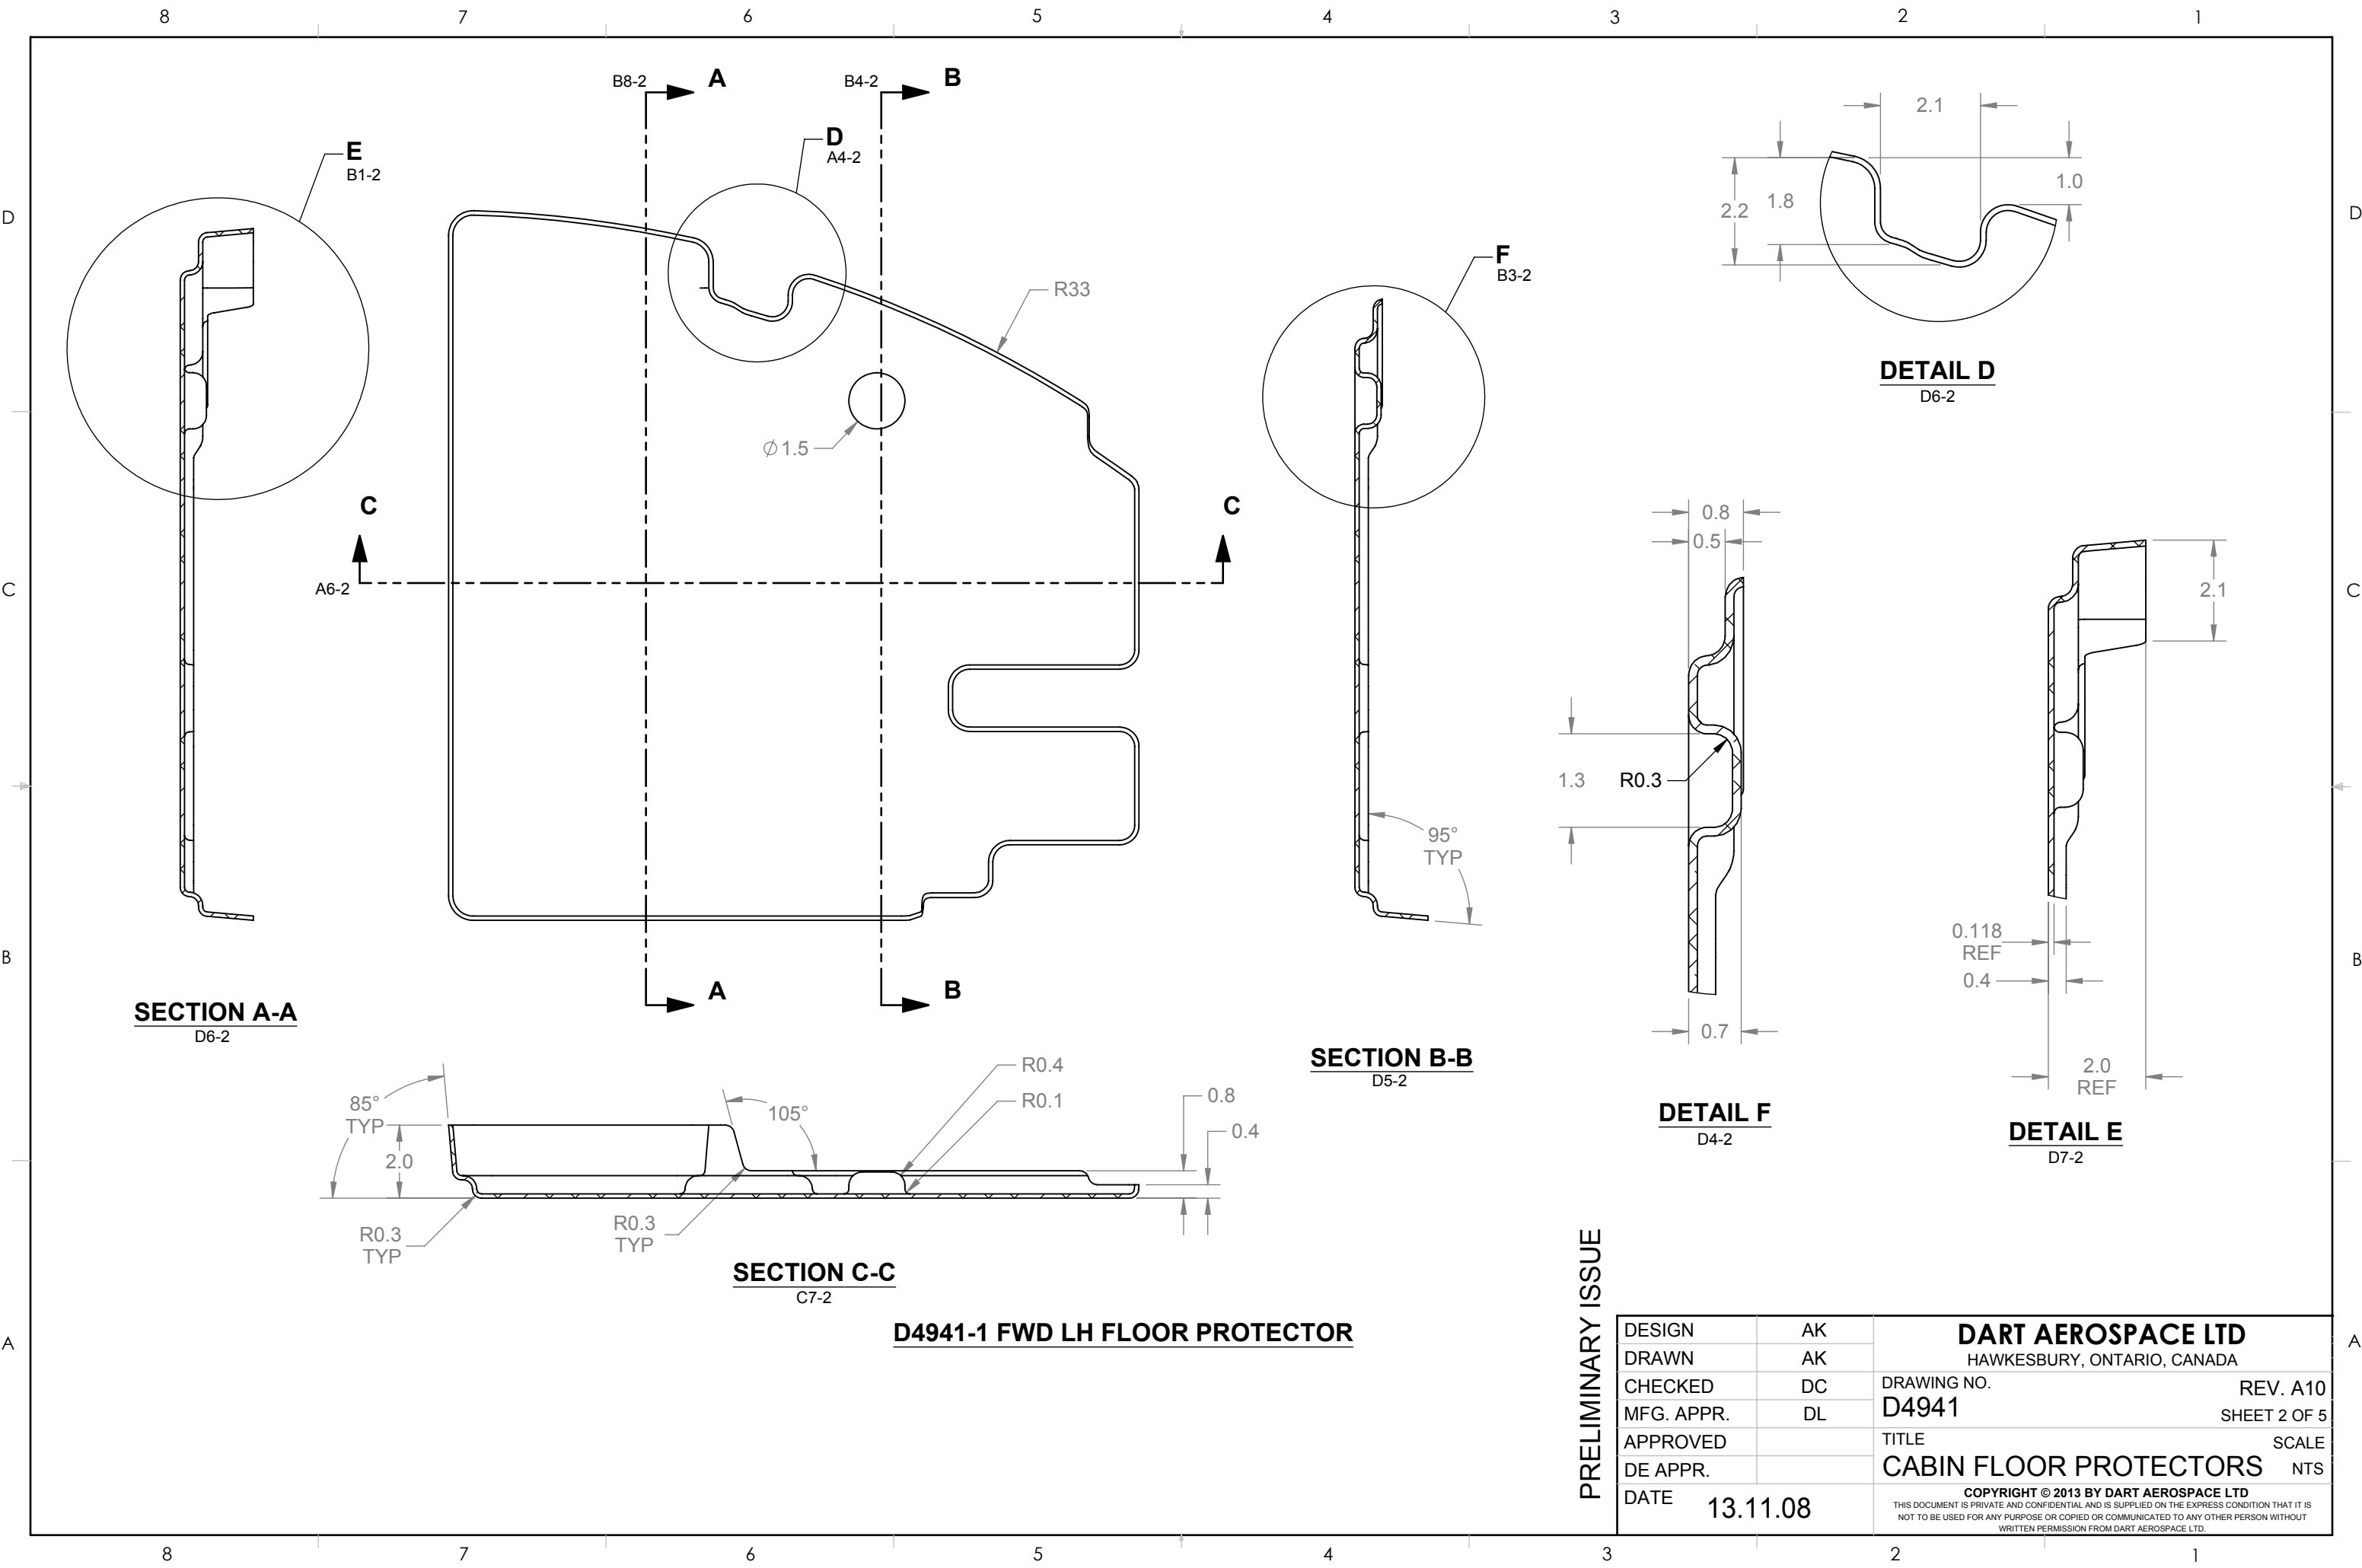 8 7 6 5 4 3 2 1
D
D
C
C
B
B
A
A
B8-2
A
B4-2
B
E
B1-2
D
A4-2
R33
F
B3-2
2.1
1.0
1.8
2.2
DETAIL D
D6-2
Ø1.5
C
C
A6-2
0.8
0.5
1.3
R0.3
0.7
DETAIL F
D4-2
2.1
0.118
REF
0.4
2.0
REF
DETAIL E
D7-2
95°
TYP
A
B
SECTION A-A
D6-2
SECTION B-B
D5-2
85°
TYP
2.0
105°
R0.4
R0.1
0.8
0.4
R0.3
TYP
R0.3
TYP
SECTION C-C
C7-2
D4941-1 FWD LH FLOOR PROTECTOR
PRELIMINARY ISSUE
DESIGN AK
DRAWN AK
CHECKED DC
MFG. APPR. DL
APPROVED
DE APPR.
DATE 13.11.08
DART AEROSPACE LTD
HAWKESBURY, ONTARIO, CANADA
DRAWING NO. REV. A10
D4941 SHEET 2 OF 5
TITLE SCALE
CABIN FLOOR PROTECTORS NTS
COPYRIGHT © 2013 BY DART AEROSPACE LTD
THIS DOCUMENT IS PRIVATE AND CONFIDENTIAL AND IS SUPPLIED ON THE EXPRESS CONDITION THAT IT IS
NOT TO BE USED FOR ANY PURPOSE OR COPIED OR COMMUNICATED TO ANY OTHER PERSON WITHOUT
WRITTEN PERMISSION FROM DART AEROSPACE LTD.
8 7 6 5 4 3 2 1